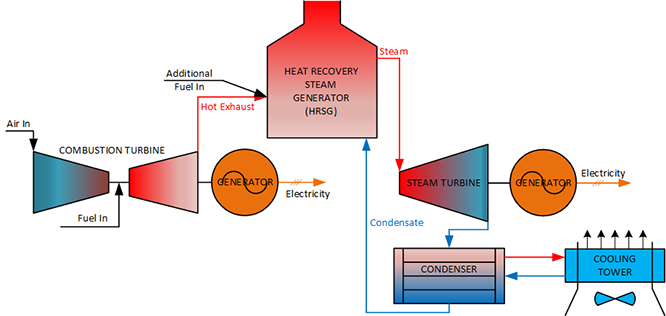 Steam
HEAT RECOVERY
STEAM
GENERATOR
(HRSG)
Additional
Fuel In
Hot Exhaust
Air In
COMBUSTION TURBINE
GENERATOR
Electricity
Fuel In
STEAM TURBINE
GENERATOR
Electricity
Condensate
CONDENSER
COOLING
TOWER